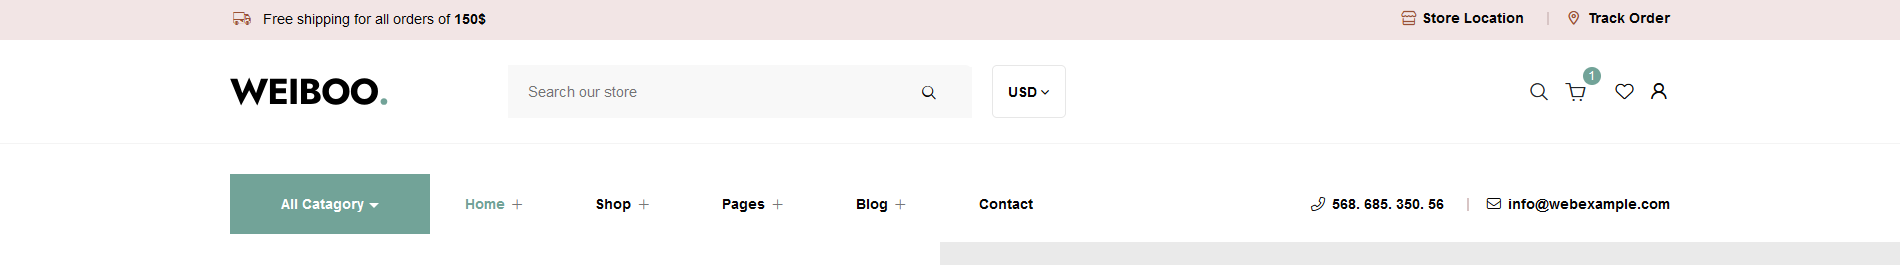 Free shipping for all orders of 150$
Store Location
Track Order
WEIBOO.
Search our store
USD
1
All Catagory
Home
Shop
Pages
Blog
Contact
568. 685. 350. 56
info@webexample.com